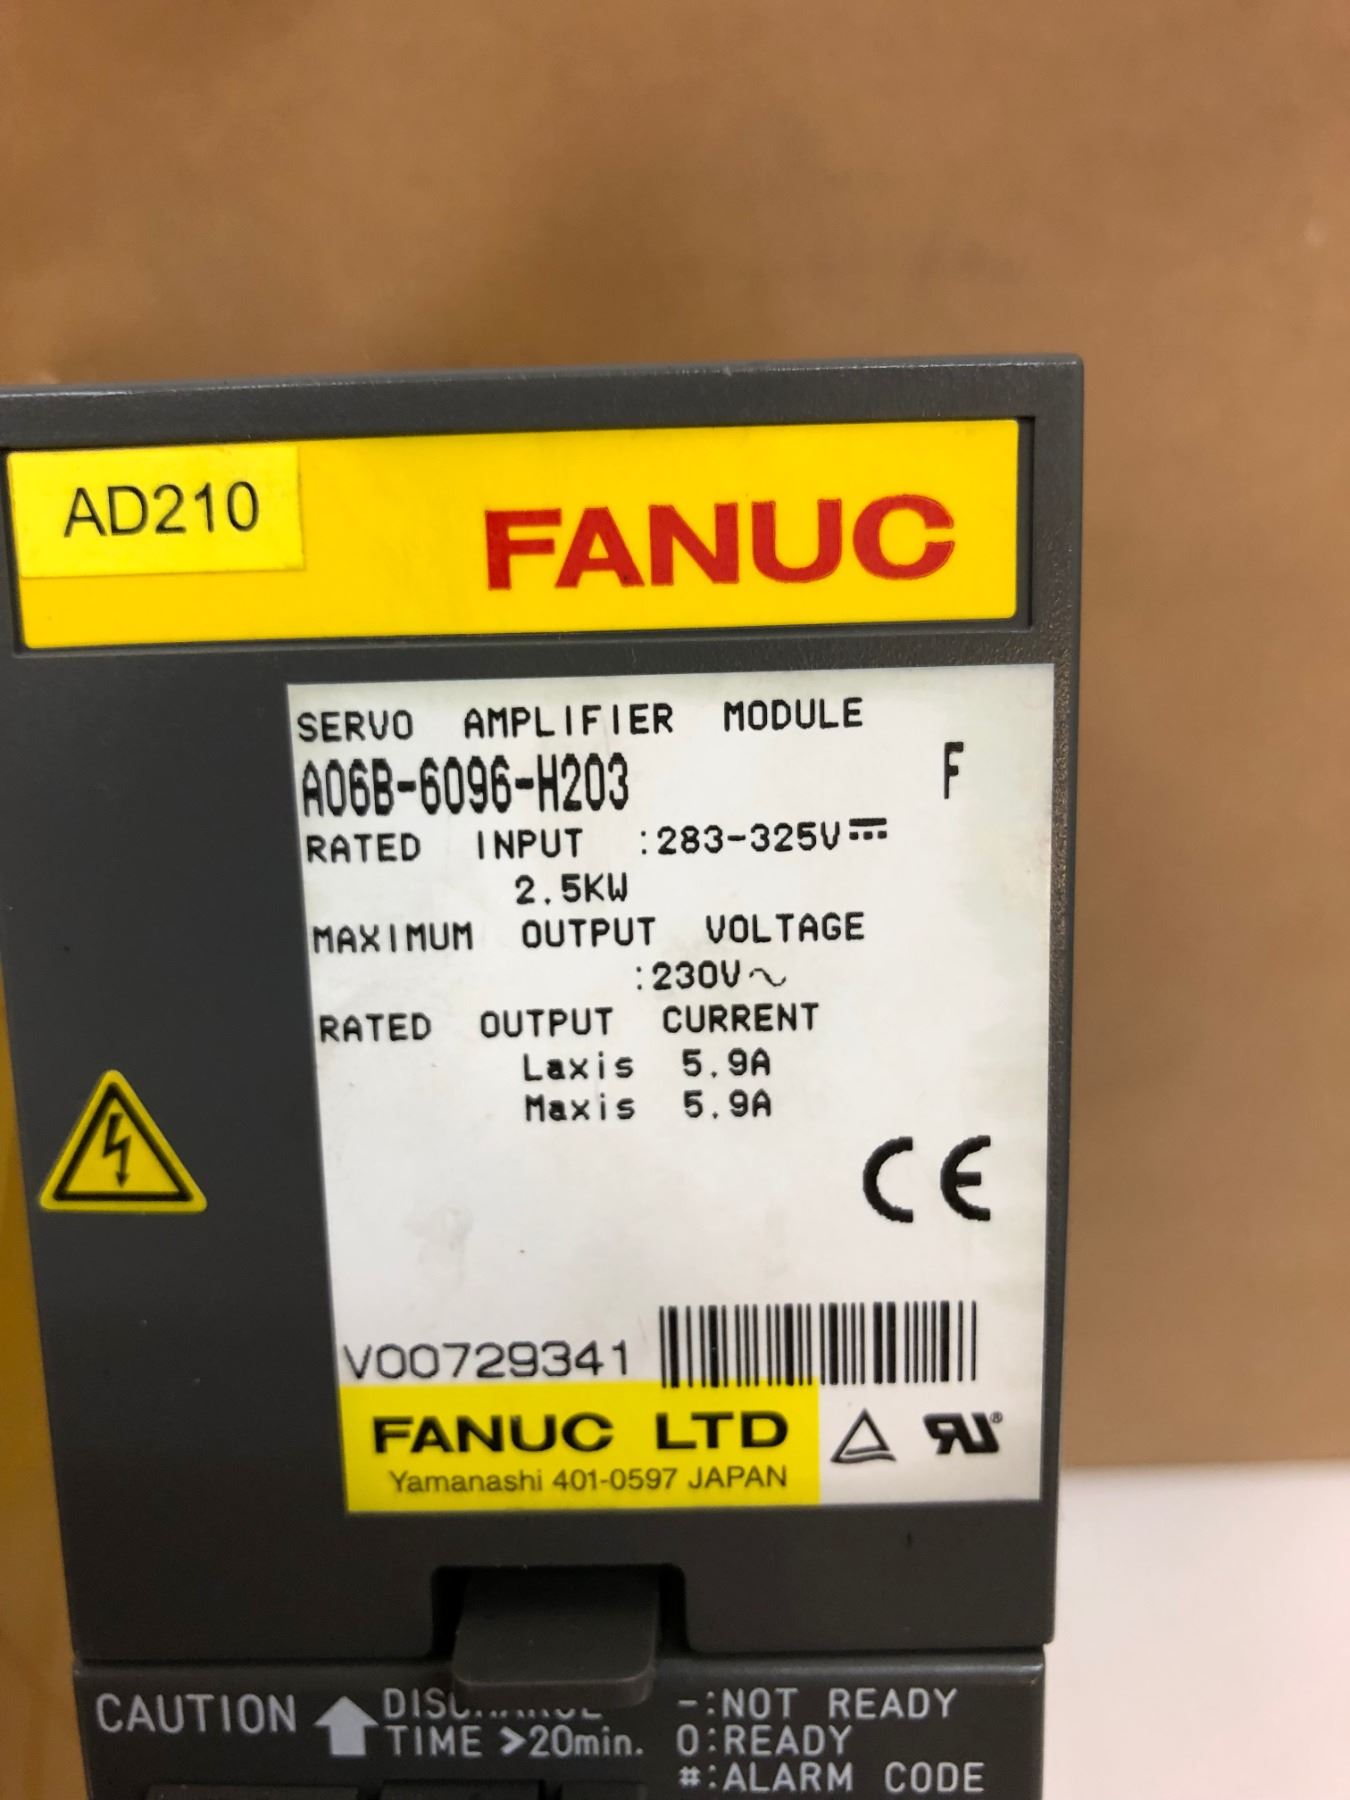 AD210
FANUC
SERVO AMPLIFIER MODULE
A06B-6096-H203 F
RATED INPUT :283-325V⎓
2.5KW
MAXIMUM OUTPUT VOLTAGE
:230V∿
RATED OUTPUT CURRENT
Laxis 5.9A
Maxis 5.9A
CE
V00729341
FANUC LTD
Yamanashi 401-0597 JAPAN
RU®
CAUTION
TIME >20min.
-:NOT READY
0:READY
#:ALARM CODE